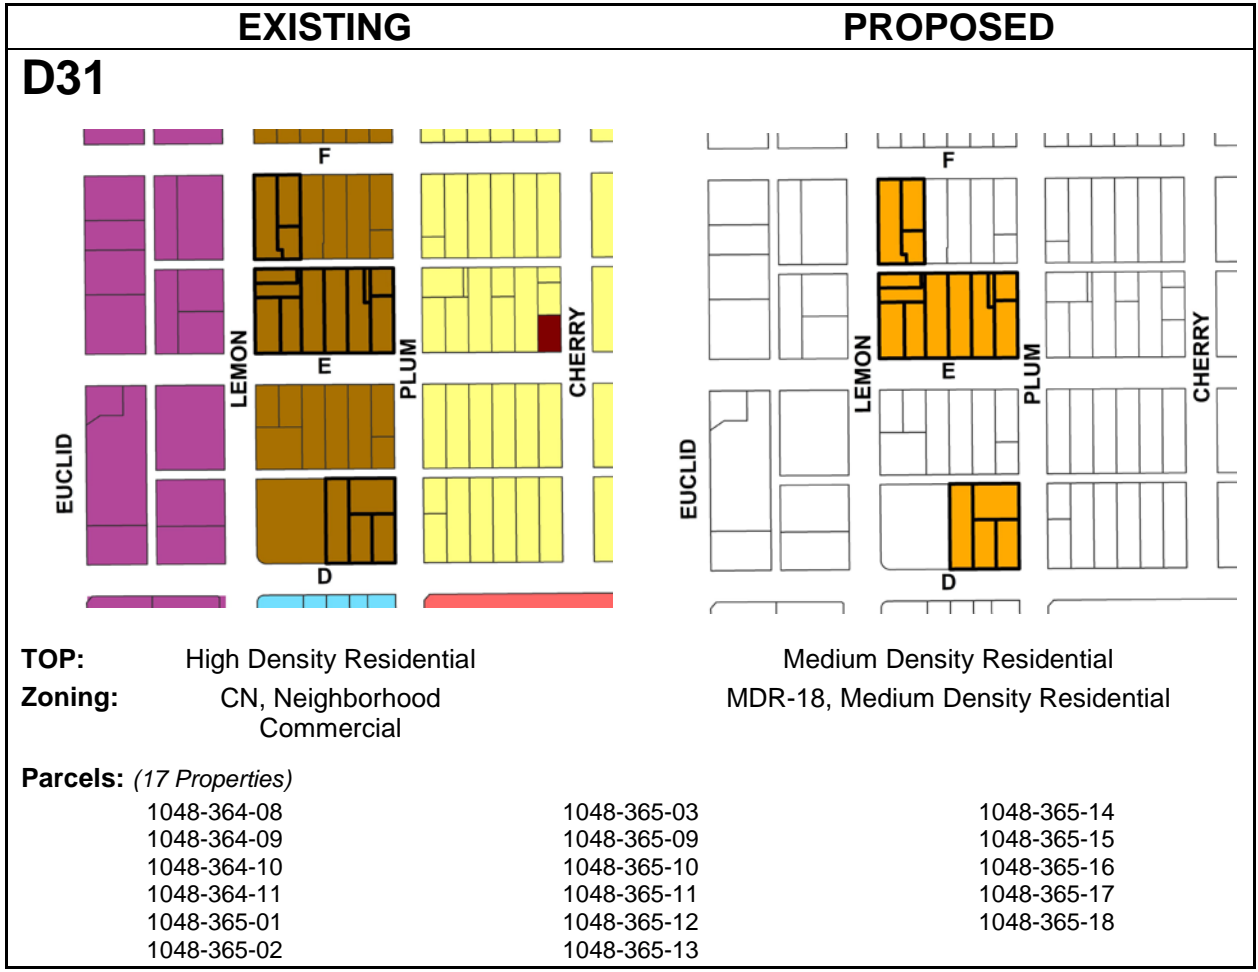 EXISTING
PROPOSED
D31
F
LEMON
E
PLUM
CHERRY
EUCLID
D
F
LEMON
E
PLUM
CHERRY
EUCLID
D
TOP: High Density Residential Medium Density Residential
Zoning: CN, Neighborhood Commercial MDR-18, Medium Density Residential
Parcels: (17 Properties)
1048-364-08 1048-365-03 1048-365-14
1048-364-09 1048-365-09 1048-365-15
1048-364-10 1048-365-10 1048-365-16
1048-364-11 1048-365-11 1048-365-17
1048-365-01 1048-365-12 1048-365-18
1048-365-02 1048-365-13